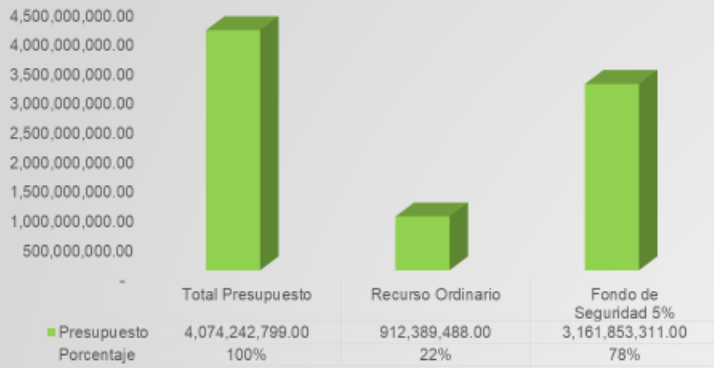 4,500,000,000.00
4,000,000,000.00
3,500,000,000.00
3,000,000,000.00
2,500,000,000.00
2,000,000,000.00
1,500,000,000.00
1,000,000,000.00
500,000,000.00
-
Total Presupuesto Recurso Ordinario Fondo de
Seguridad 5%
Presupuesto 4,074,242,799.00 912,389,488.00 3,161,853,311.00
Porcentaje 100% 22% 78%